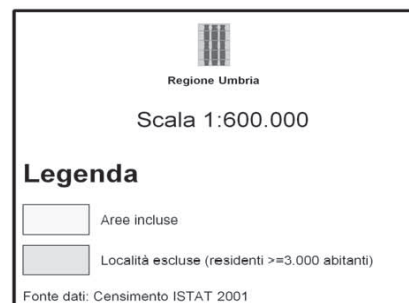 Regione Umbria
Scala 1:600.000
Legenda
Aree incluse
Località escluse (residenti >=3.000 abitanti)
Fonte dati: Censimento ISTAT 2001